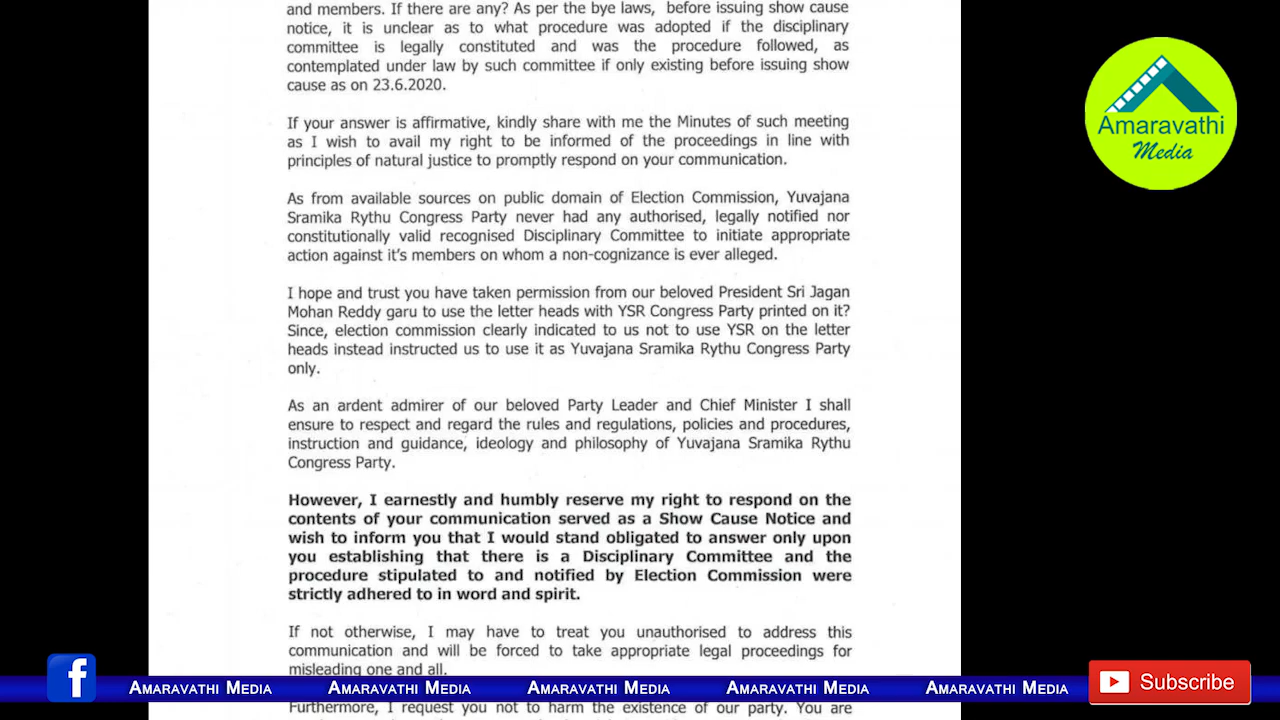 and members. If there are any? As per the bye laws, before issuing show cause
notice, it is unclear as to what procedure was adopted if the disciplinary
committee is legally constituted and was the procedure followed, as
contemplated under law by such committee if only existing before issuing show
cause as on 23.6.2020.
If your answer is affirmative, kindly share with me the Minutes of such meeting
as I wish to avail my right to be informed of the proceedings in line with
principles of natural justice to promptly respond on your communication.
As from available sources on public domain of Election Commission, Yuvajana
Sramika Rythu Congress Party never had any authorised, legally notified nor
constitutionally valid recognised Disciplinary Committee to initiate appropriate
action against it's members on whom a non-cognizance is ever alleged.
I hope and trust you have taken permission from our beloved President Sri Jagan
Mohan Reddy garu to use the letter heads with YSR Congress Party printed on it?
Since, election commission clearly indicated to us not to use YSR on the letter
heads instead instructed us to use it as Yuvajana Sramika Rythu Congress Party
only.
As an ardent admirer of our beloved Party Leader and Chief Minister I shall
ensure to respect and regard the rules and regulations, policies and procedures,
instruction and guidance, ideology and philosophy of Yuvajana Sramika Rythu
Congress Party.
However, I earnestly and humbly reserve my right to respond on the
contents of your communication served as a Show Cause Notice and
wish to inform you that I would stand obligated to answer only upon
you establishing that there is a Disciplinary Committee and the
procedure stipulated to and notified by Election Commission were
strictly adhered to in word and spirit.
If not otherwise, I may have to treat you unauthorised to address this
communication and will be forced to take appropriate legal proceedings for
misleading one and all.
Furthermore, I request you not to harm the existence of our party. You are
Amaravathi
Media
f
Amaravathi Media Amaravathi Media Amaravathi Media Amaravathi Media Amaravathi Media
Subscribe